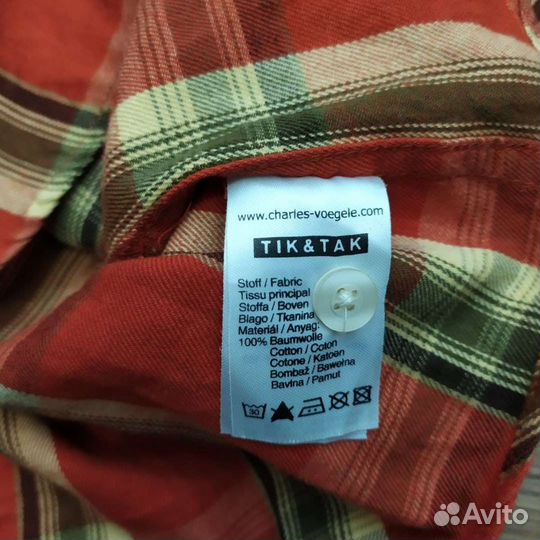 www.charles-voegele.com
TIK&TAK
Stoff / Fabric
Tissu principal
Stoffa / Boven
Blago / Tkanina
Materiál / Anyag:
100% Baumwolle
Cotton / Coton
Cotone / Katoen
Bombaž / Bawełna
Bavlna / Pamut
30
Avito